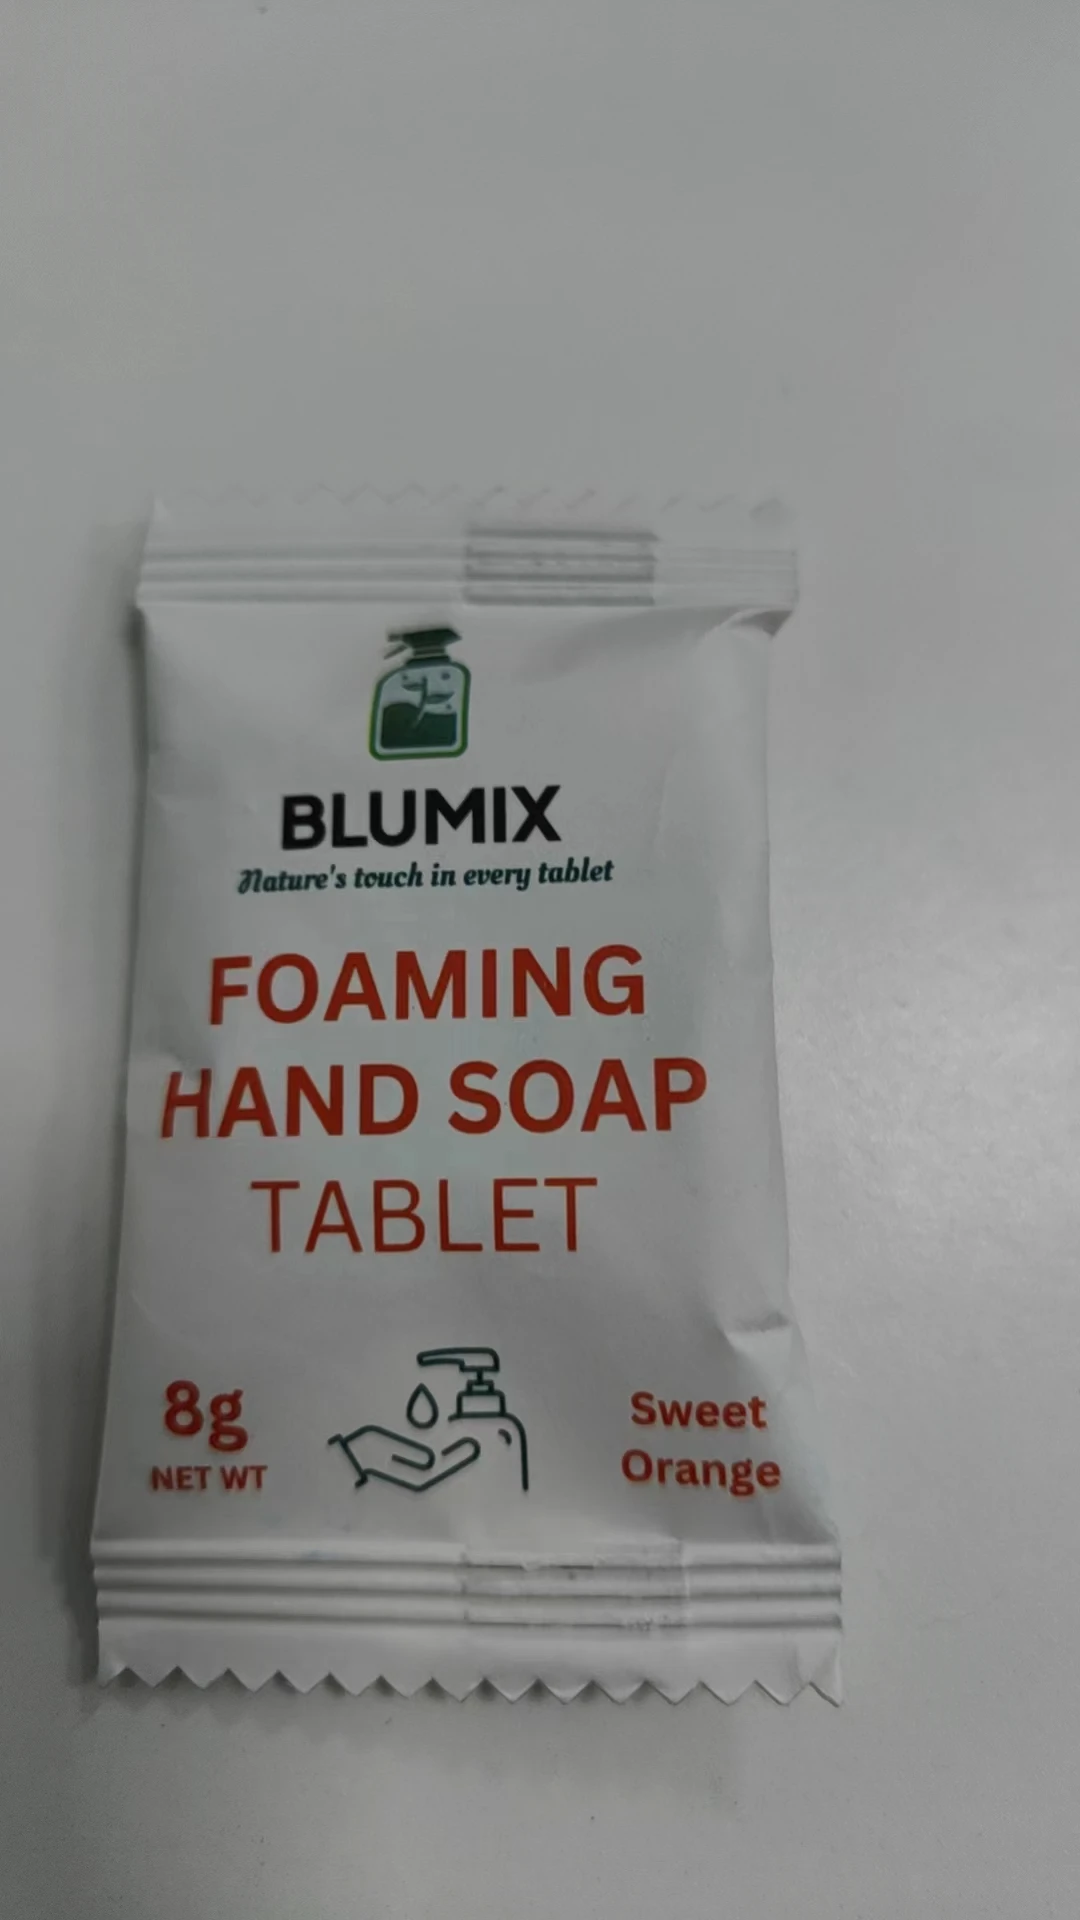 BLUMIX
Nature's touch in every tablet
FOAMING
HAND SOAP
TABLET
8g
NET WT
Sweet
Orange